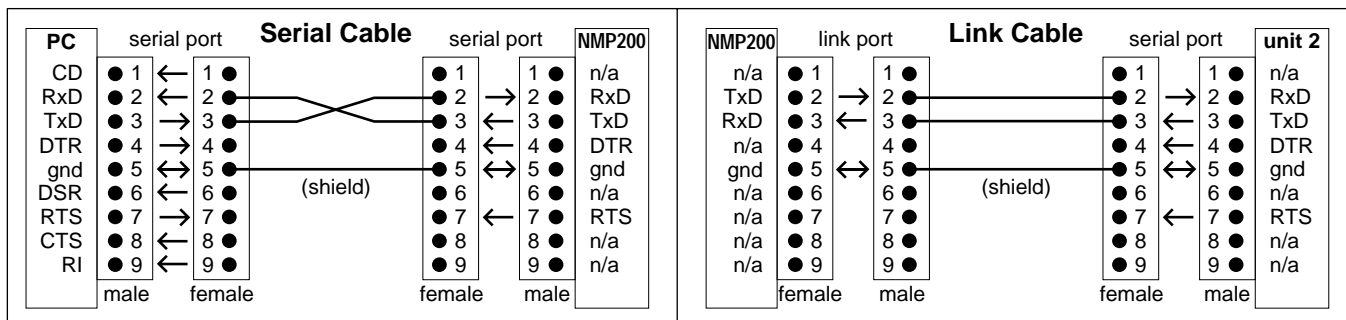 PC serial port Serial Cable serial port NMP200 NMP200 link port Link Cable serial port unit 2
CD 1 1 1 1 n/a n/a 1 1 1 1 n/a
RxD 2 2 2 2 RxD TxD 2 2 2 2 RxD
TxD 3 3 3 3 TxD RxD 3 3 3 3 TxD
DTR 4 4 4 4 DTR n/a 4 4 4 4 DTR
gnd 5 5 5 5 gnd gnd 5 5 5 5 gnd
DSR 6 6 (shield) 6 6 n/a n/a 6 6 (shield) 6 6 n/a
RTS 7 7 7 7 RTS n/a 7 7 7 7 RTS
CTS 8 8 8 8 n/a n/a 8 8 8 8 n/a
RI 9 9 9 9 n/a n/a 9 9 9 9 n/a
male female female male female male female male